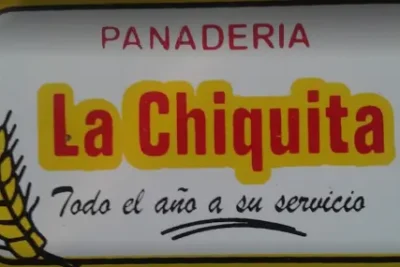 PANADERIA
La Chiquita
Todo el año a su servicio